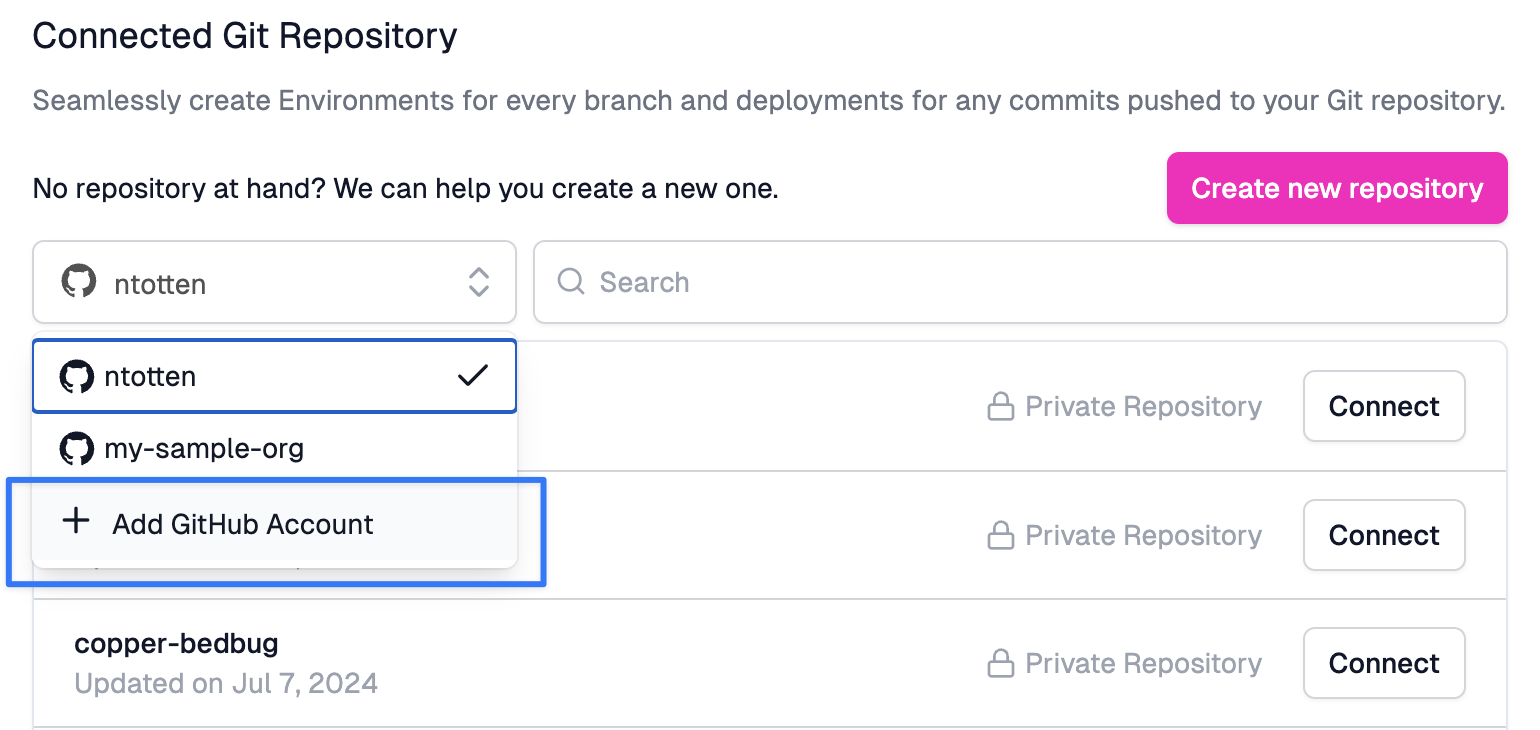 Connected Git Repository
Seamlessly create Environments for every branch and deployments for any commits pushed to your Git repository.
No repository at hand? We can help you create a new one.
Create new repository
ntotten
Search
ntotten
Private Repository
Connect
my-sample-org
Add GitHub Account
Private Repository
Connect
copper-bedbug
Updated on Jul 7, 2024
Private Repository
Connect